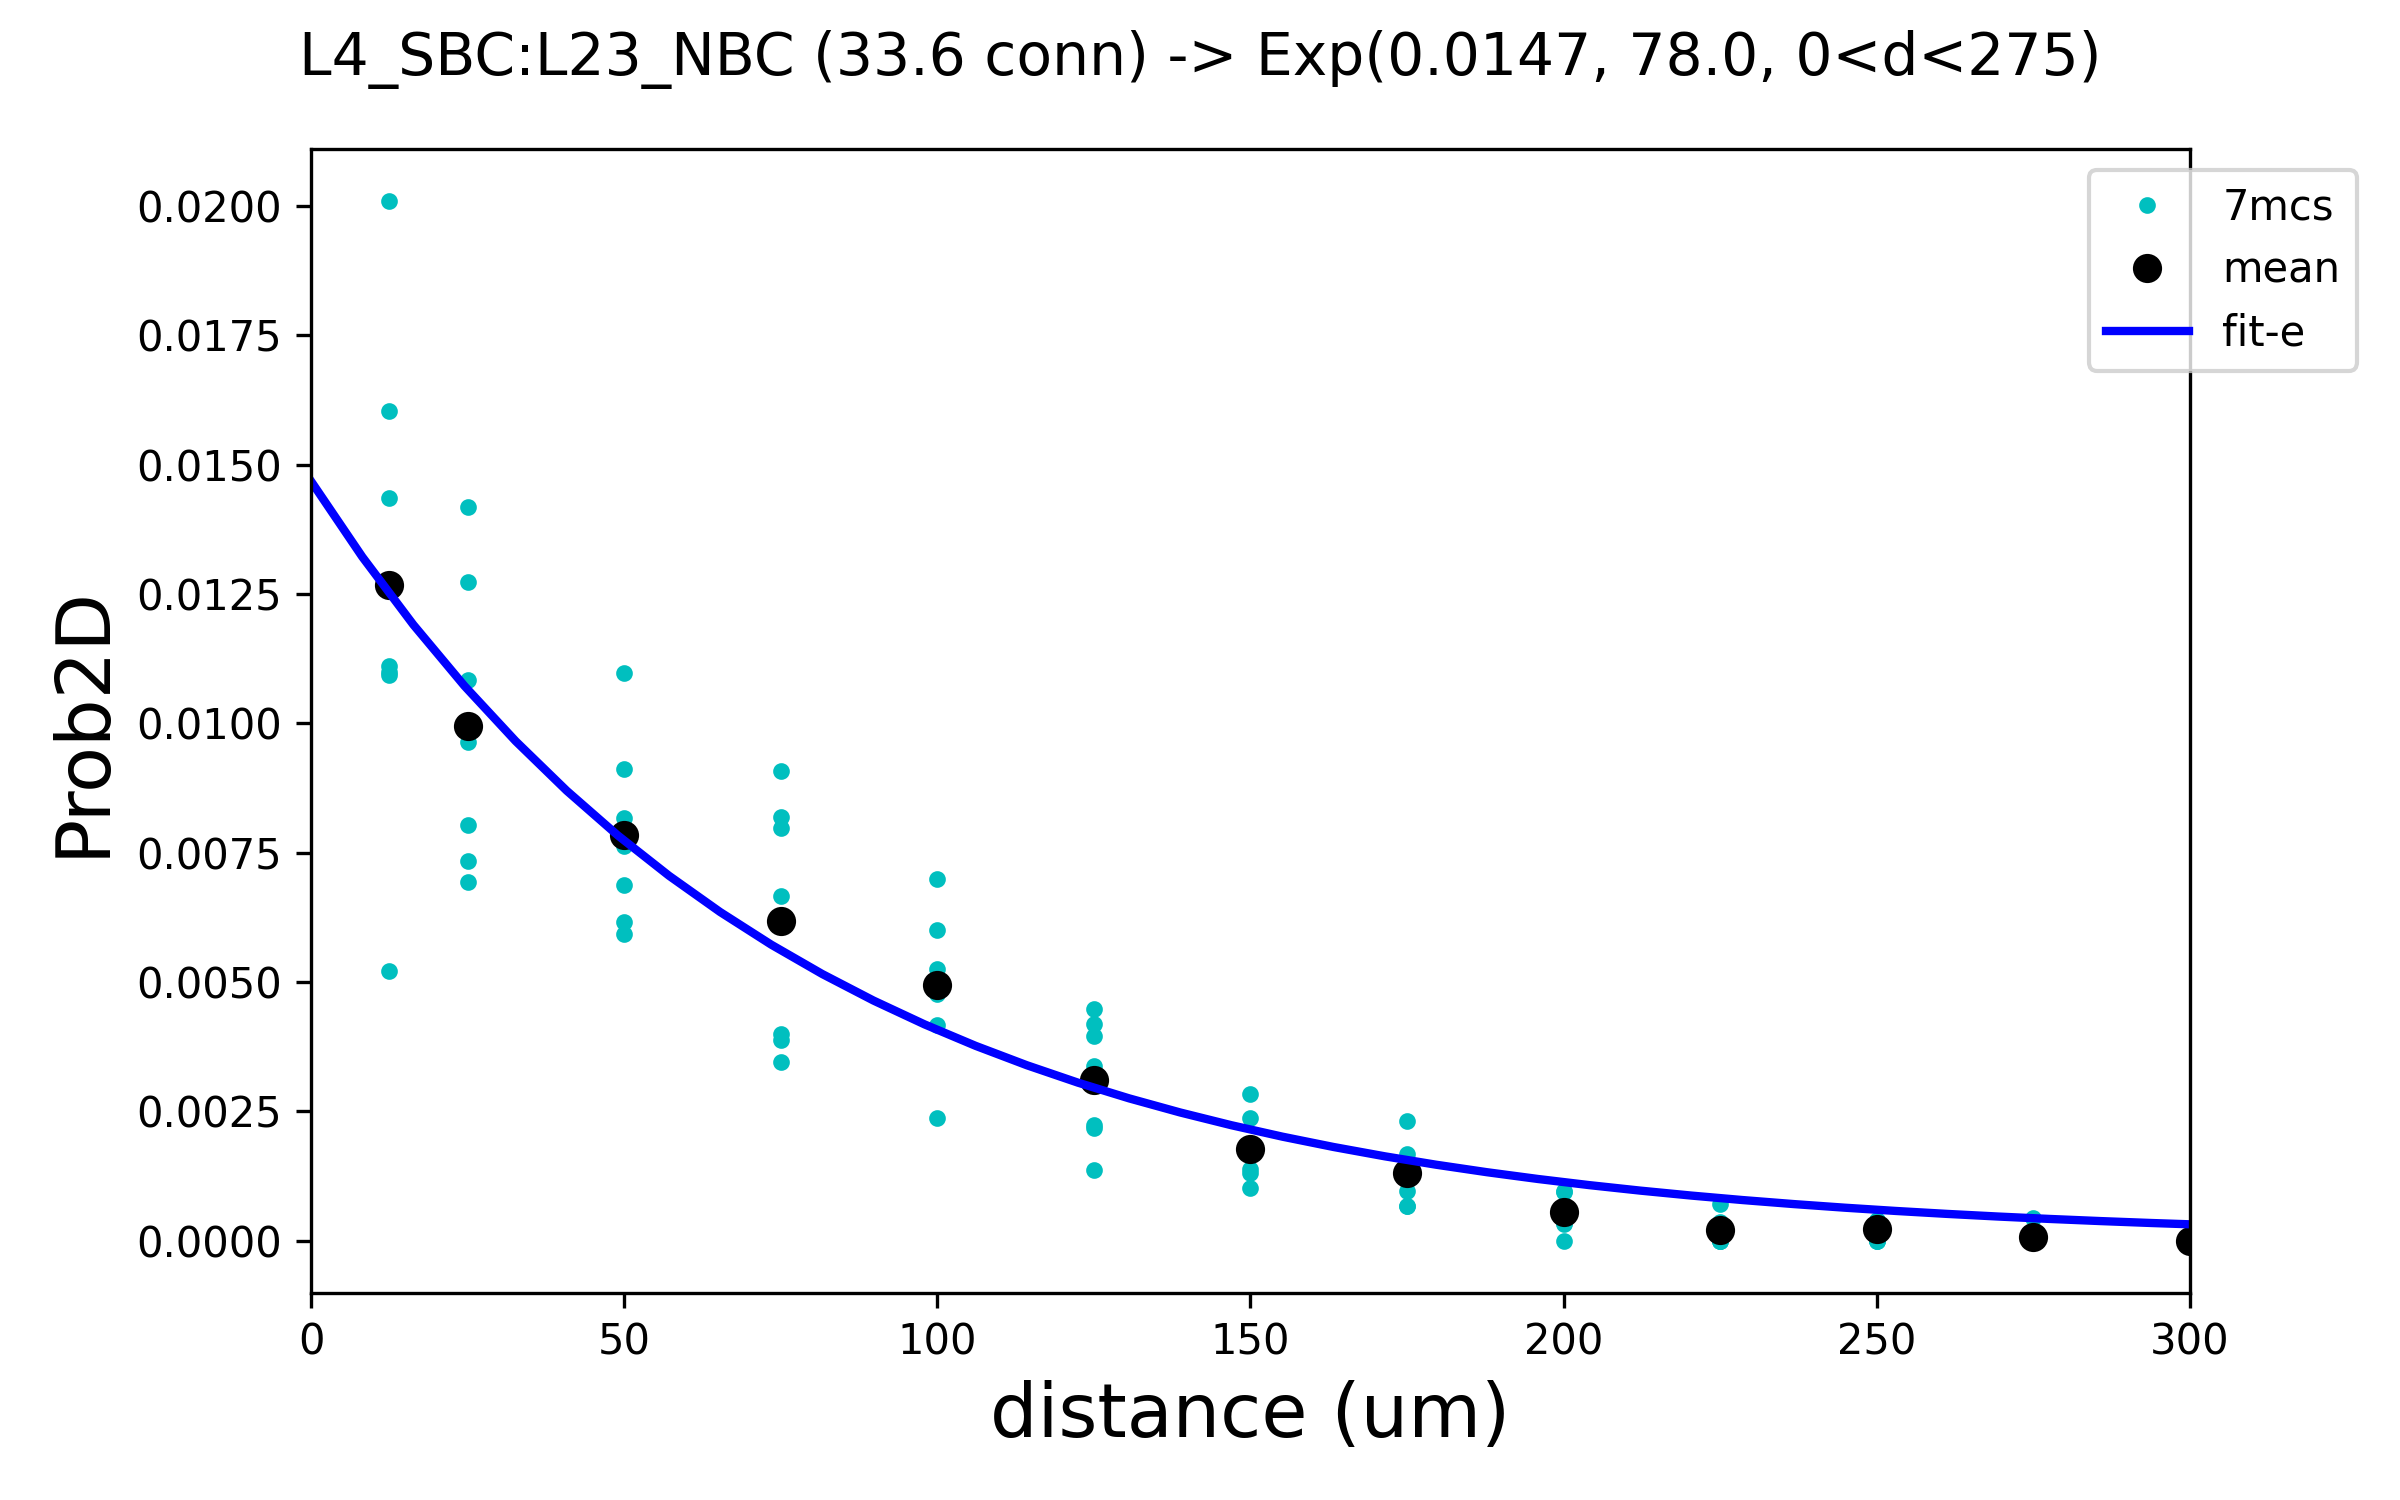 L4_SBC:L23_NBC (33.6 conn) -> Exp(0.0147, 78.0, 0<d<275)
7mcs
mean
fit-e
Prob2D
0.0200
0.0175
0.0150
0.0125
0.0100
0.0075
0.0050
0.0025
0.0000
0 50 100 150 200 250 300
distance (um)